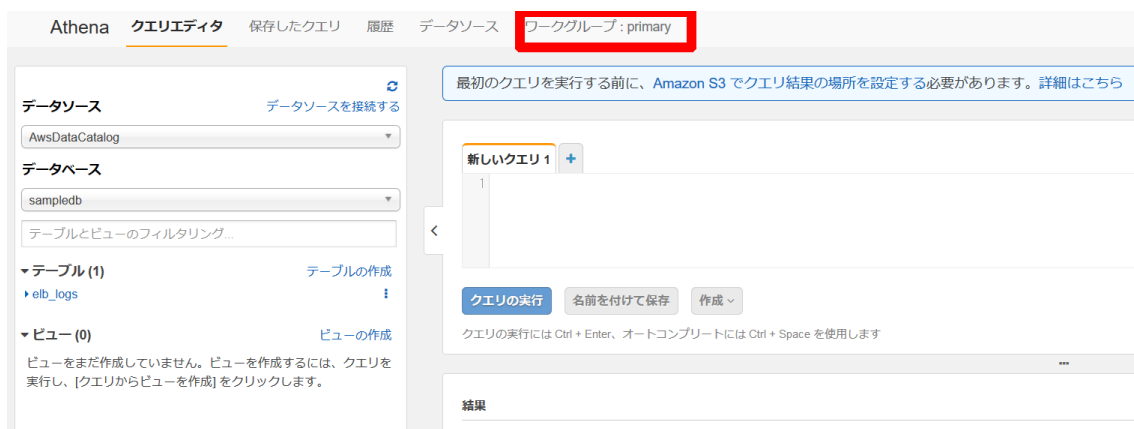 Athena クエリエディタ 保存したクエリ 履歴 データソース ワークグループ : primary
データソース データソースを接続する
AwsDataCatalog
データベース
sampledb
テーブルとビューのフィルタリング...
テーブル (1) テーブルの作成
elb_logs
ビュー (0) ビューの作成
ビューをまだ作成していません。ビューを作成するには、クエリを
実行し、[クエリからビューを作成] をクリックします。
最初のクエリを実行する前に、Amazon S3 でクエリ結果の場所を設定する必要があります。詳細はこちら
新しいクエリ 1 +
1
クエリの実行 名前を付けて保存 作成
クエリの実行には Ctrl + Enter、オートコンプリートには Ctrl + Space を使用します
結果